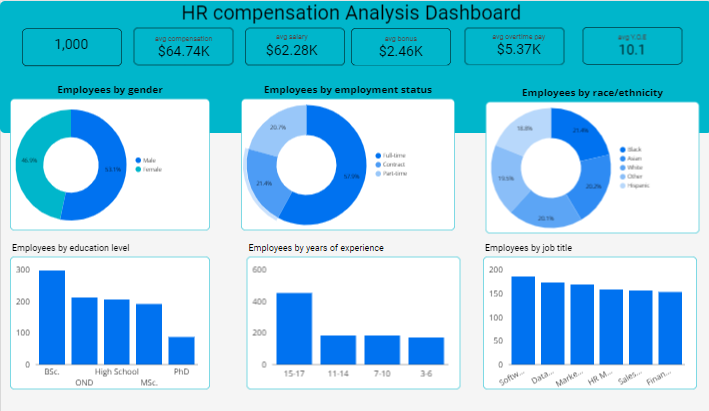 HR compensation Analysis Dashboard
1,000
avg compensation
$64.74K
avg salary
$62.28K
avg bonus
$2.46K
avg overtime pay
$5.37K
avg Y.O.E
10.1
Employees by gender
46.9%
53.1%
Male
Female
Employees by employment status
20.7%
21.4%
57.9%
Full-time
Contract
Part-time
Employees by race/ethnicity
18.8%
21.4%
19.5%
20.2%
20.1%
Black
Asian
White
Other
Hispanic
Employees by education level
300
200
100
0
BSc.
High School
PhD
OND
MSc.
Employees by years of experience
600
400
200
0
15-17
11-14
7-10
3-6
Employees by job title
200
150
100
50
0
Softw...
Data...
Marke...
HR M...
Sales...
Finan...